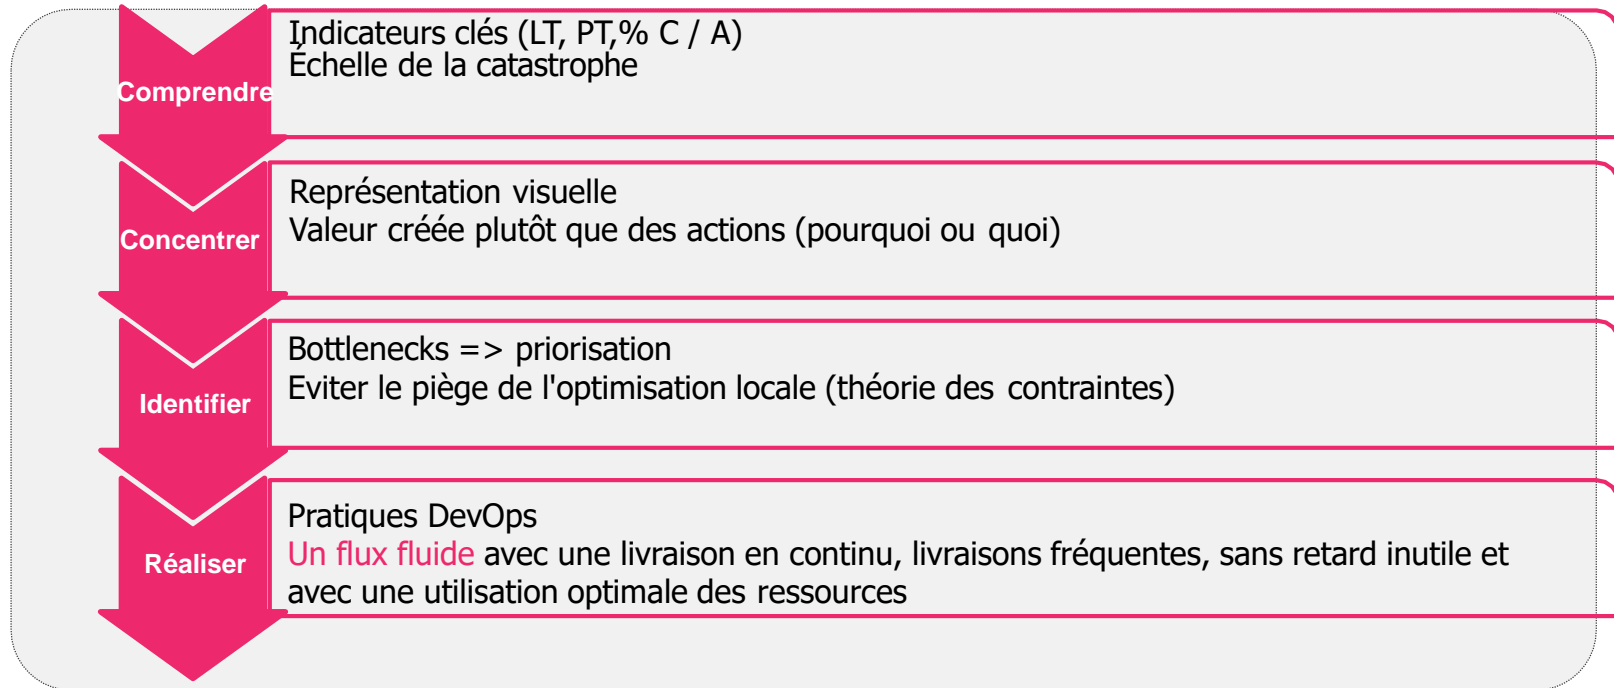 Comprendre
Indicateurs clés (LT, PT,% C / A)
Échelle de la catastrophe
Concentrer
Représentation visuelle
Valeur créée plutôt que des actions (pourquoi ou quoi)
Identifier
Bottlenecks => priorisation
Eviter le piège de l'optimisation locale (théorie des contraintes)
Réaliser
Pratiques DevOps
Un flux fluide avec une livraison en continu, livraisons fréquentes, sans retard inutile et
avec une utilisation optimale des ressources